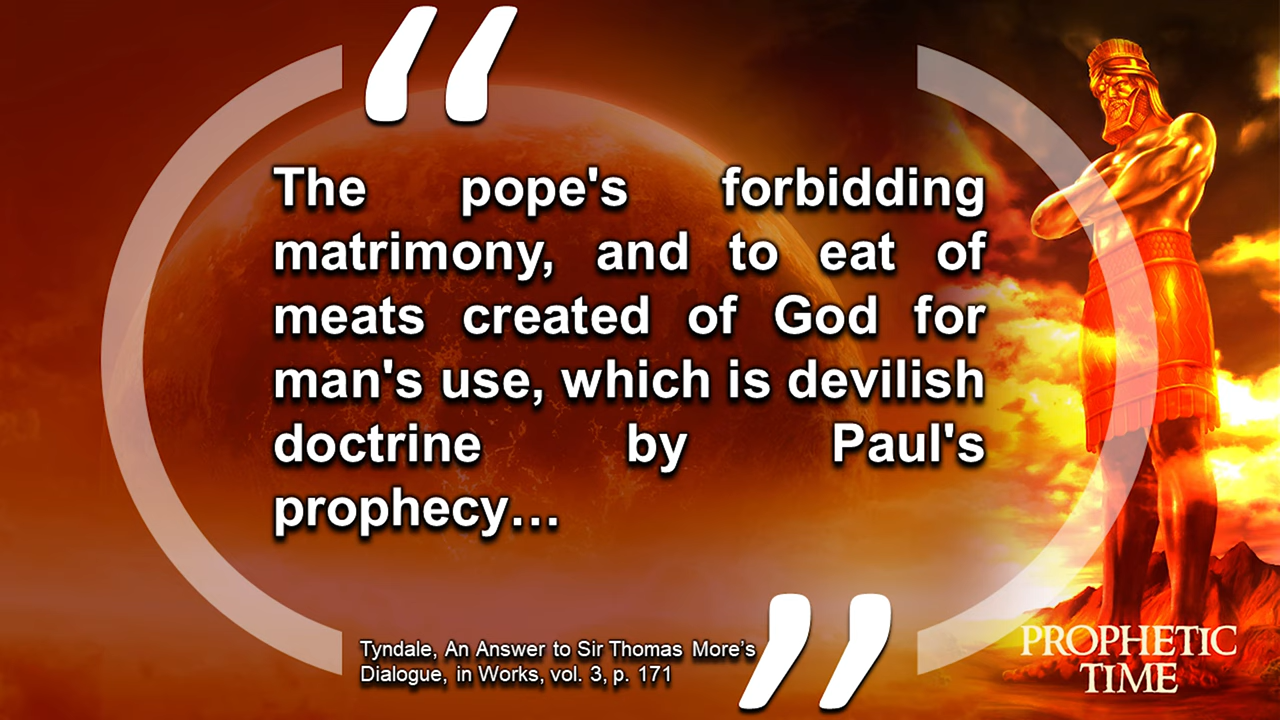 “
The pope's forbidding
matrimony, and to eat of
meats created of God for
man's use, which is devilish
doctrine by Paul's
prophecy…
”
Tyndale, An Answer to Sir Thomas More’s
Dialogue, in Works, vol. 3, p. 171
PROPHETIC
TIME